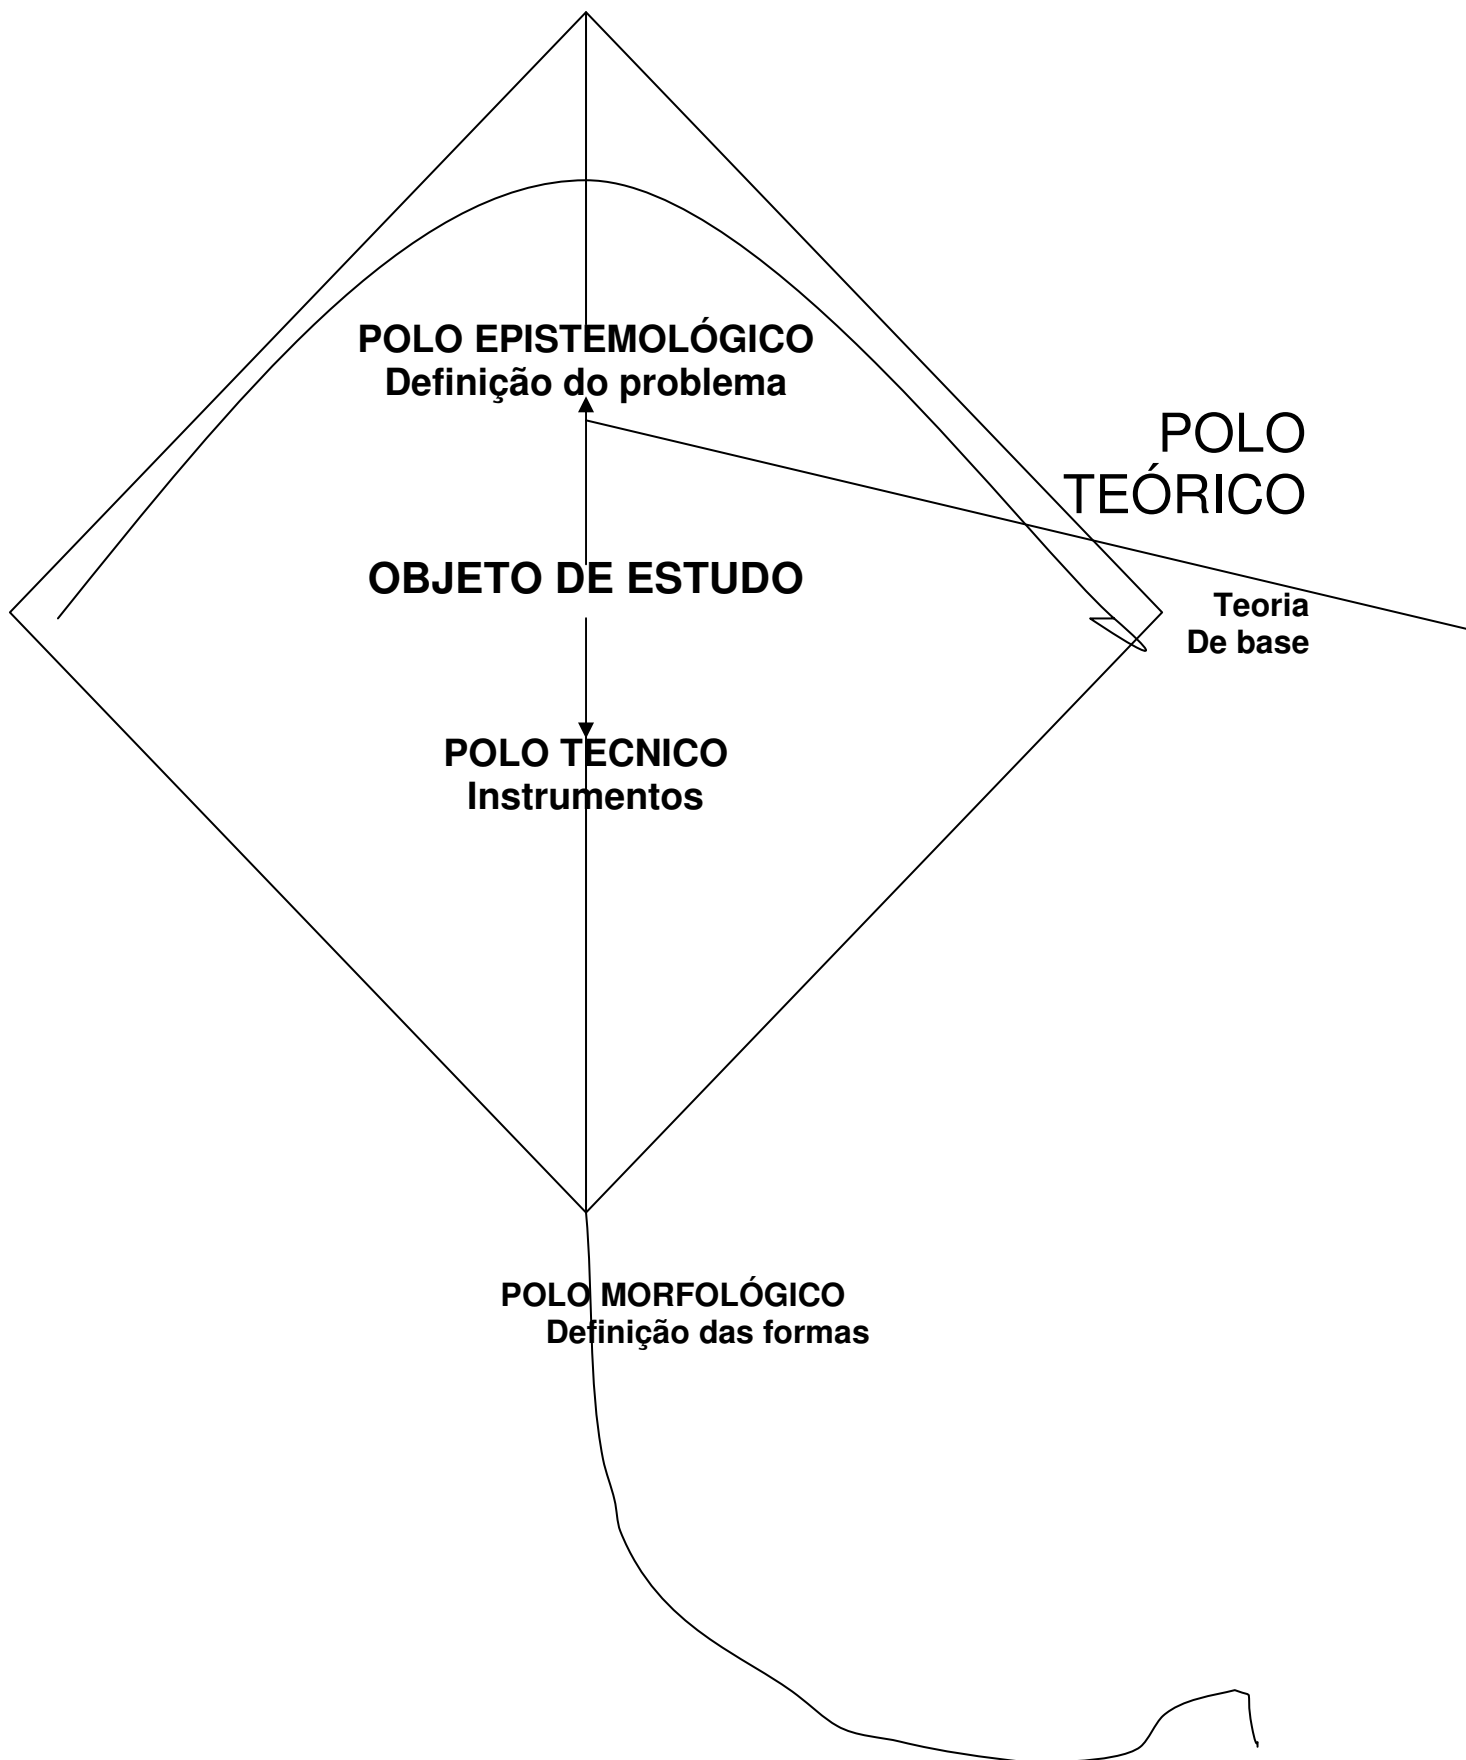 POLO EPISTEMOLÓGICO
Definição do problema
POLO
TEÓRICO
OBJETO DE ESTUDO
Teoria
De base
POLO TECNICO
Instrumentos
POLO MORFOLÓGICO
Definição das formas